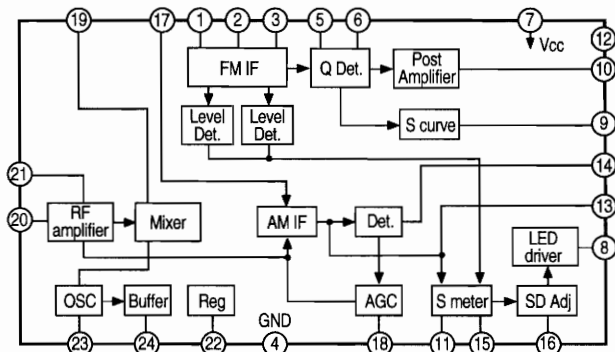 19 17 1 2 3 5 6 7
12
Vcc
10
FM IF Q Det. Post
Amplifier
Level
Det. Level
Det. S curve 9
14
21
13
20 RF
amplifier Mixer AM IF Det.
LED
driver 8
OSC Buffer Reg GND AGC S meter SD Adj
23 24 22 4 18 11 15 16